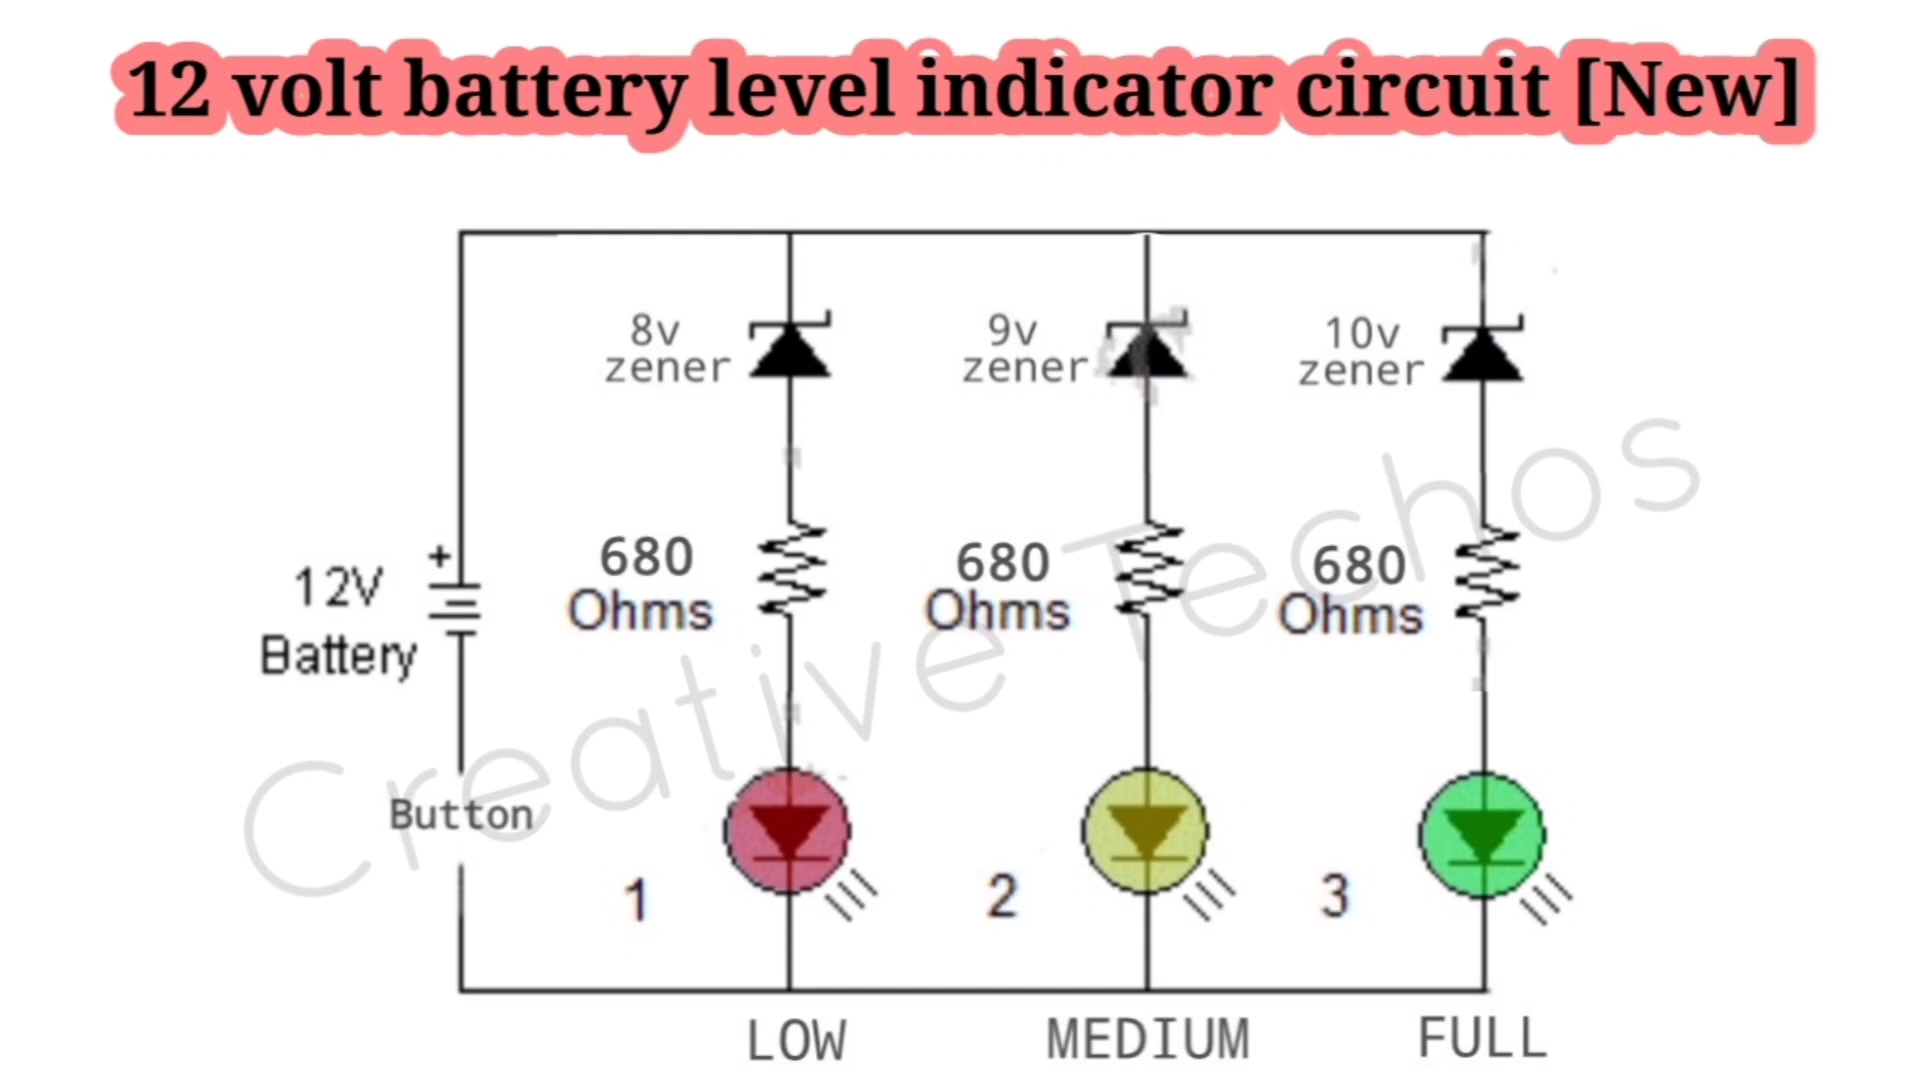 12 volt battery level indicator circuit [New]
8v
zener
9v
zener
10v
zener
+
12V
Battery
680
Ohms
680
Ohms
680
Ohms
Creative Techos
Button
1
2
3
LOW
MEDIUM
FULL